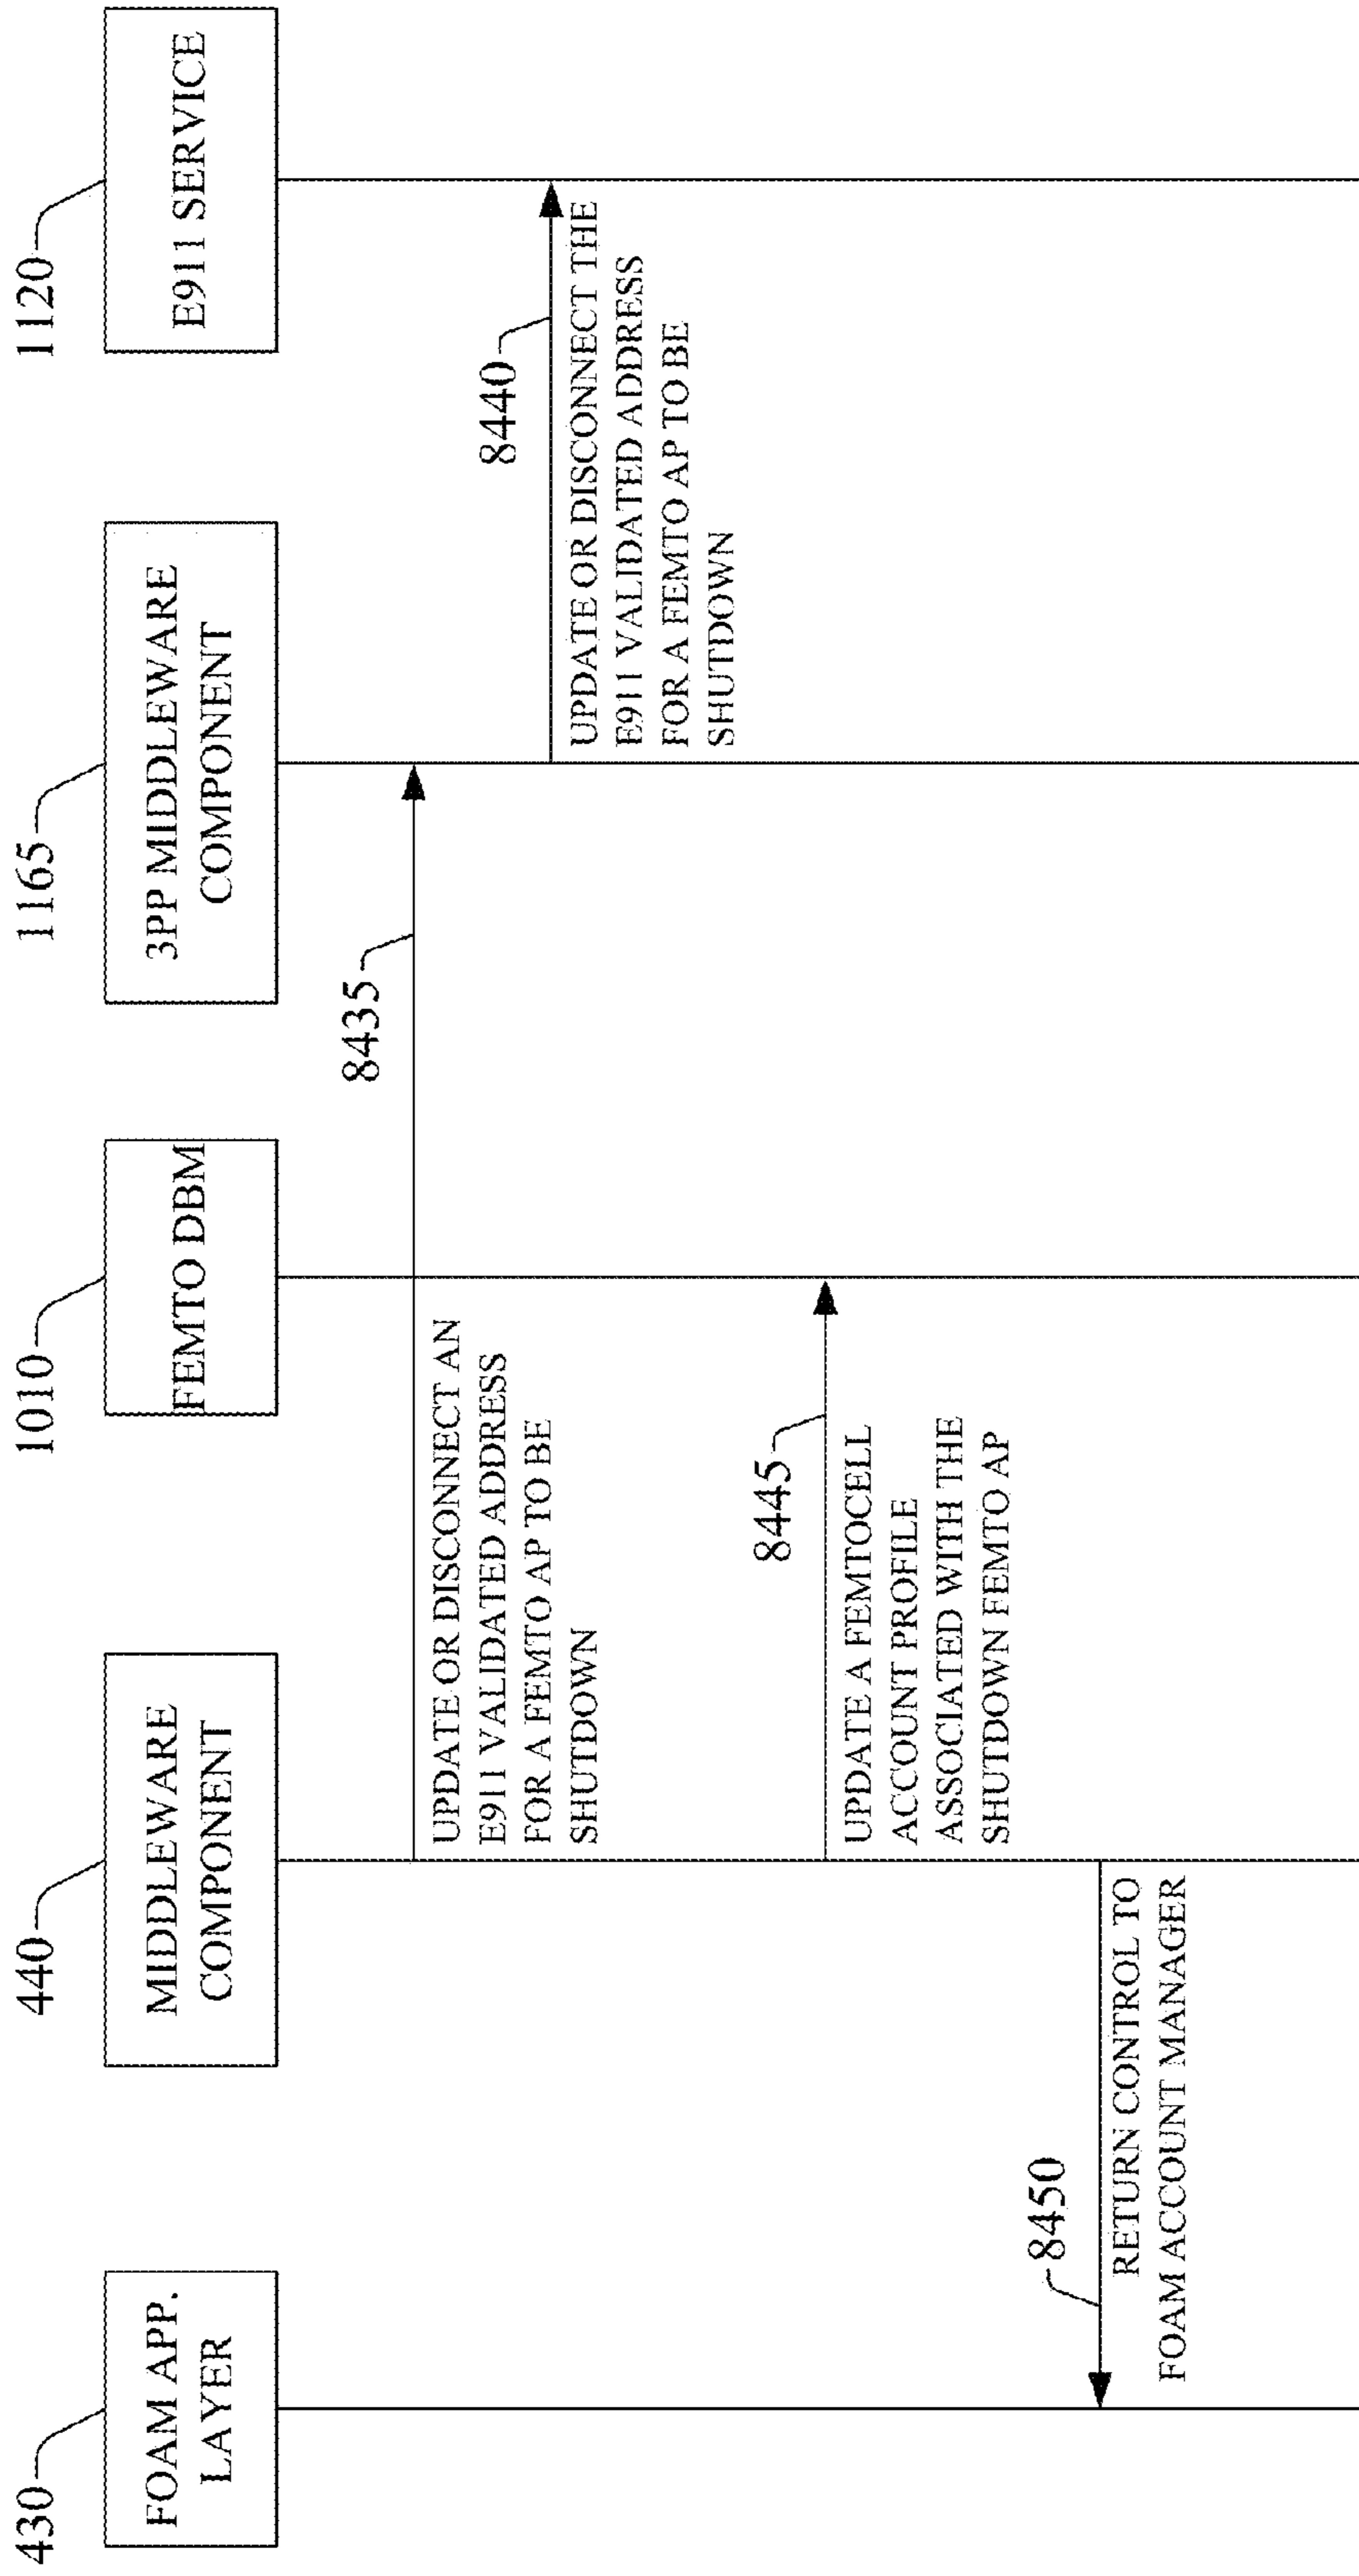 430
FOAM APP.
LAYER
440
MIDDLEWARE
COMPONENT
1010
FEMTO DBM
1165
3PP MIDDLEWARE
COMPONENT
1120
E911 SERVICE
8435
UPDATE OR DISCONNECT AN
E911 VALIDATED ADDRESS
FOR A FEMTO AP TO BE
SHUTDOWN
8440
UPDATE OR DISCONNECT THE
E911 VALIDATED ADDRESS
FOR A FEMTO AP TO BE
SHUTDOWN
8445
UPDATE A FEMTOCELL
ACCOUNT PROFILE
ASSOCIATED WITH THE
SHUTDOWN FEMTO AP
8450
RETURN CONTROL TO
FOAM ACCOUNT MANAGER